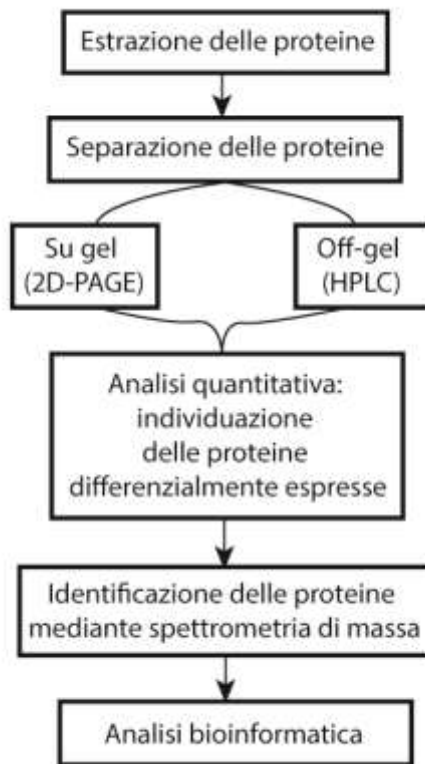 Estrazione delle proteine
Separazione delle proteine
Su gel
(2D-PAGE)
Off-gel
(HPLC)
Analisi quantitativa:
individuazione
delle proteine
differenzialmente espresse
Identificazione delle proteine
mediante spettrometria di massa
Analisi bioinformatica